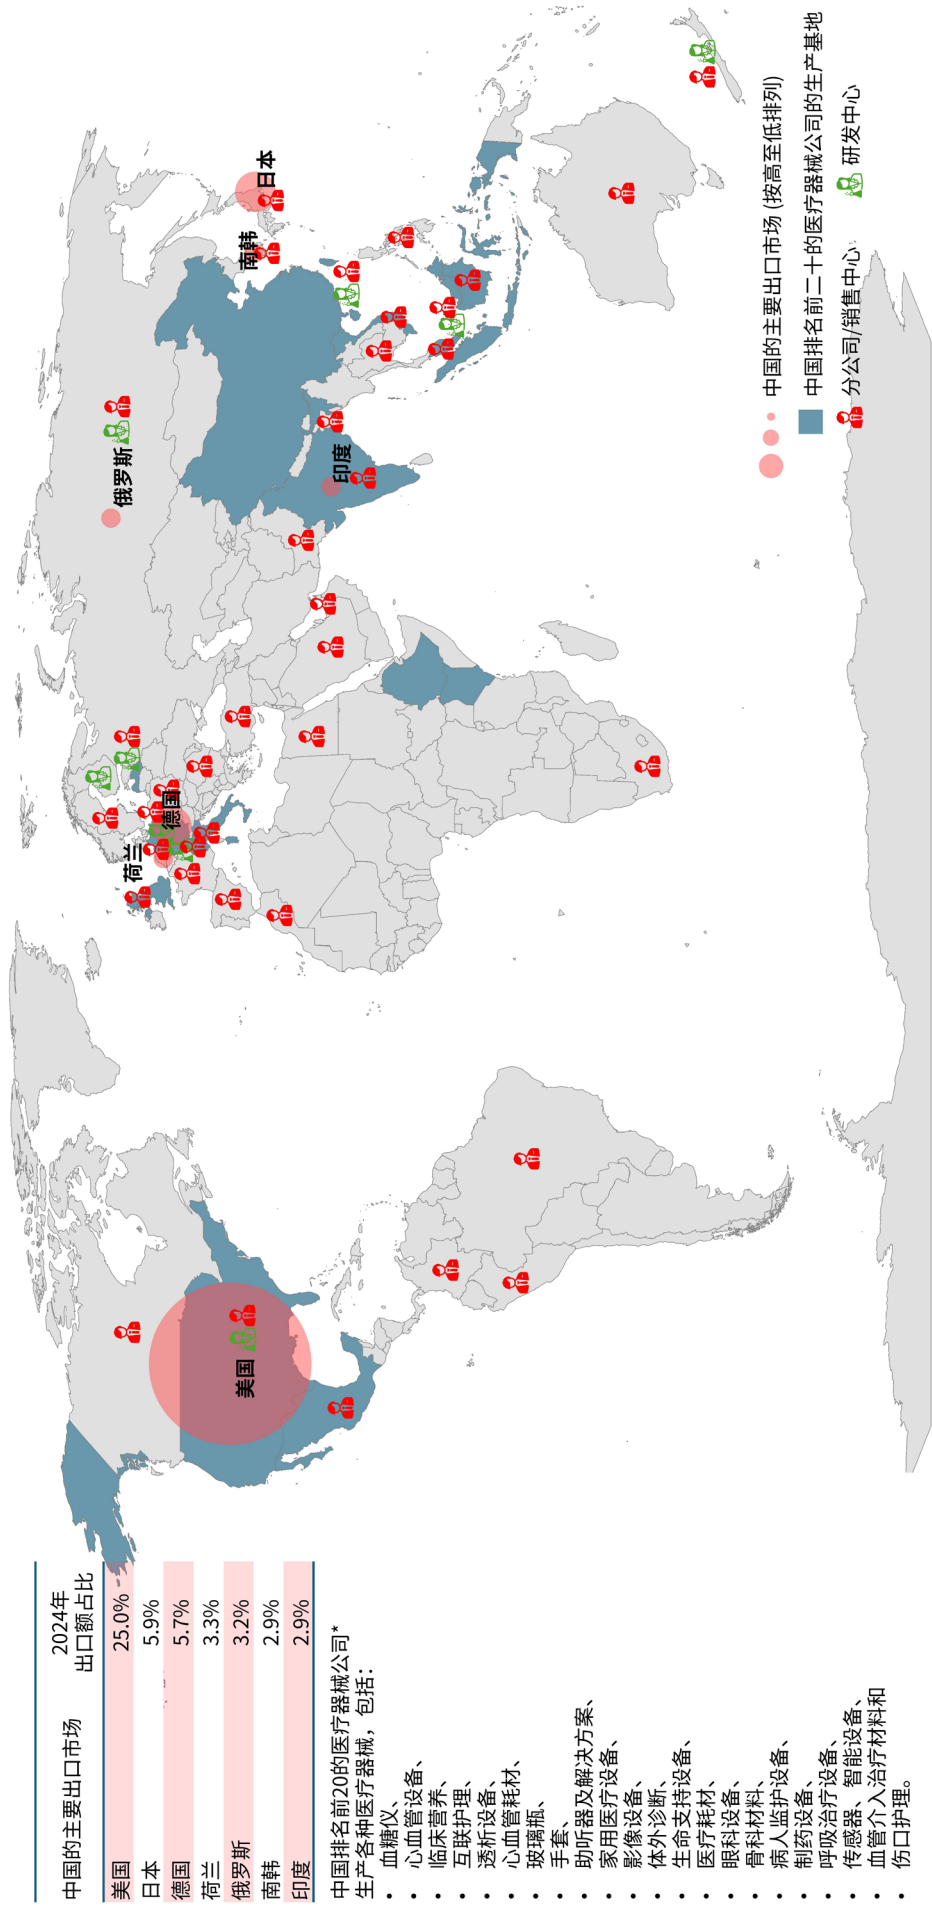 中国的主要出口市场
2024年
出口额占比
美国 25.0%
日本 5.9%
德国 5.7%
荷兰 3.3%
俄罗斯 3.2%
南韩 2.9%
印度 2.9%
中国排名前20的医疗器械公司*
生产各种医疗器械，包括：
• 血糖仪、
• 心血管设备、
• 临床营养、
• 互联护理、
• 透析设备、
• 心血管耗材、
• 玻璃瓶、
• 手套、
• 助听器及解决方案、
• 家用医疗设备、
• 影像设备、
• 体外诊断、
• 生命支持设备、
• 医疗耗材、
• 眼科设备、
• 骨科材料、
• 病人监护设备、
• 制药设备、
• 呼吸治疗设备、
• 传感器、智能设备、
• 血管介入治疗材料和
• 伤口护理。
美国
荷兰
德国
俄罗斯
印度
南韩
日本
中国的主要出口市场 (按高至低排列)
中国排名前二十的医疗器械公司的生产基地
分公司/销售中心
研发中心